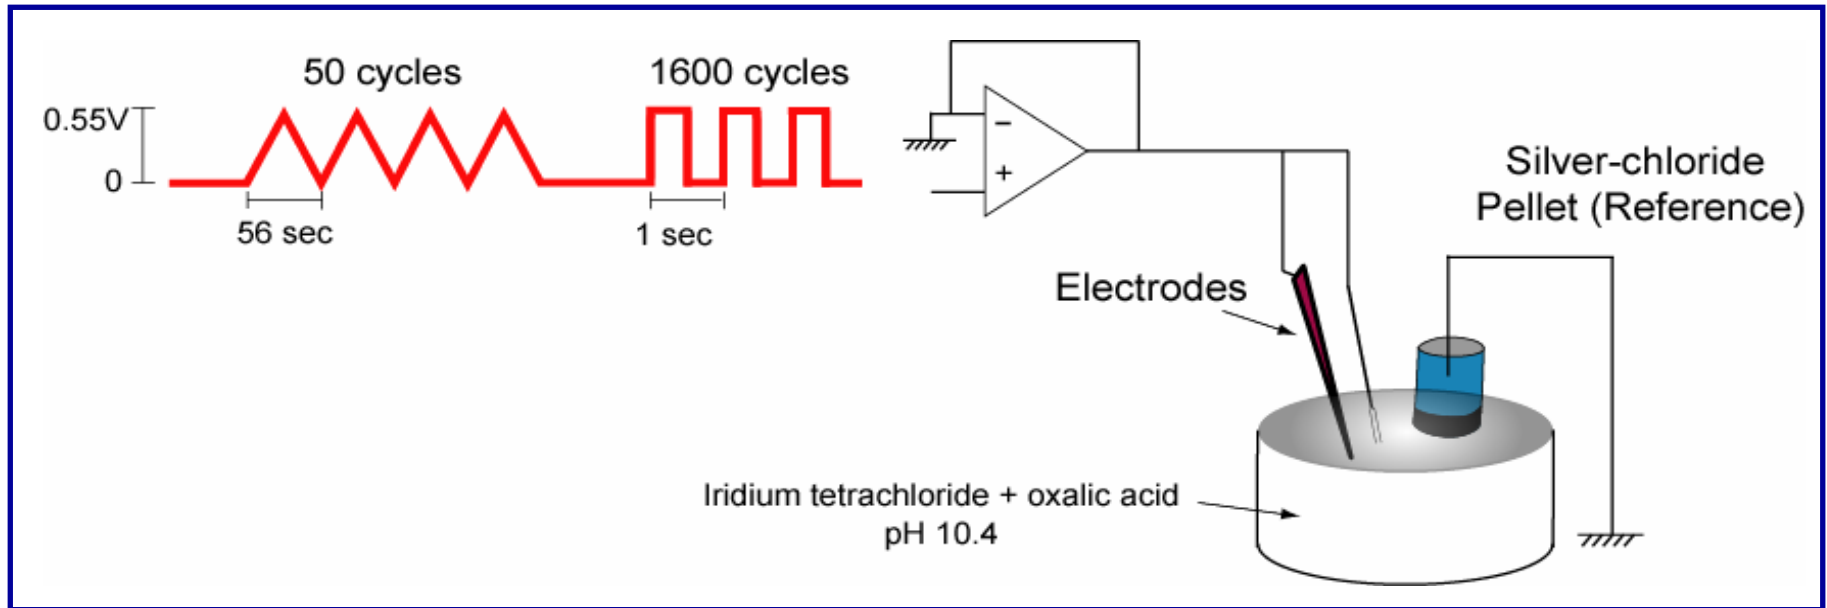 50 cycles
1600 cycles
0.55V
0
56 sec
1 sec
−
+
Silver-chloride
Pellet (Reference)
Electrodes
Iridium tetrachloride + oxalic acid
pH 10.4